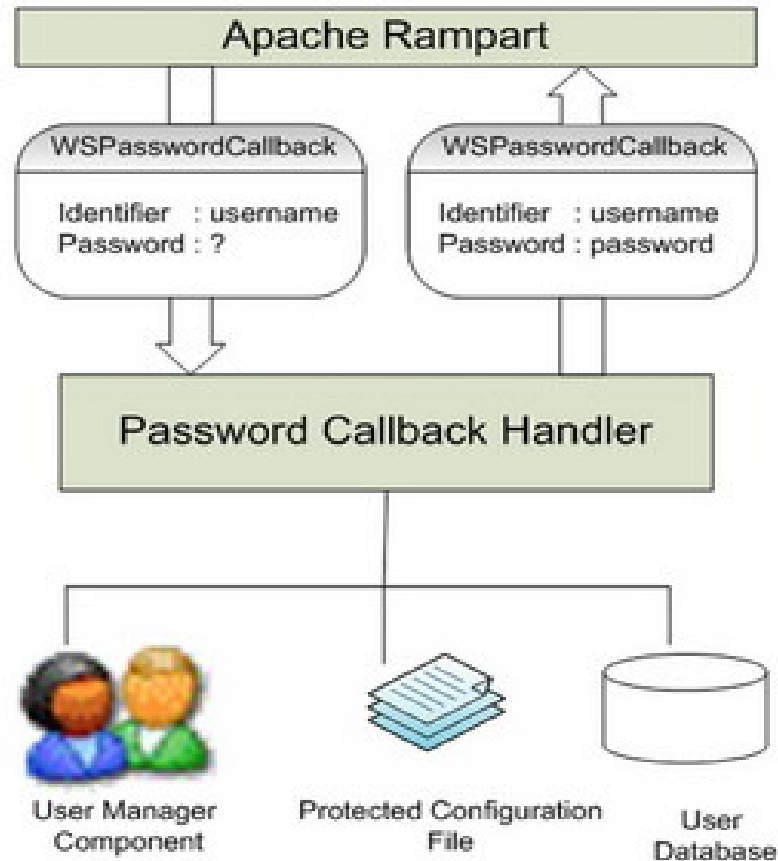 Apache Rampart
WSPasswordCallback
Identifier : username
Password : ?
WSPasswordCallback
Identifier : username
Password : password
Password Callback Handler
User Manager
Component
Protected Configuration
File
User
Database